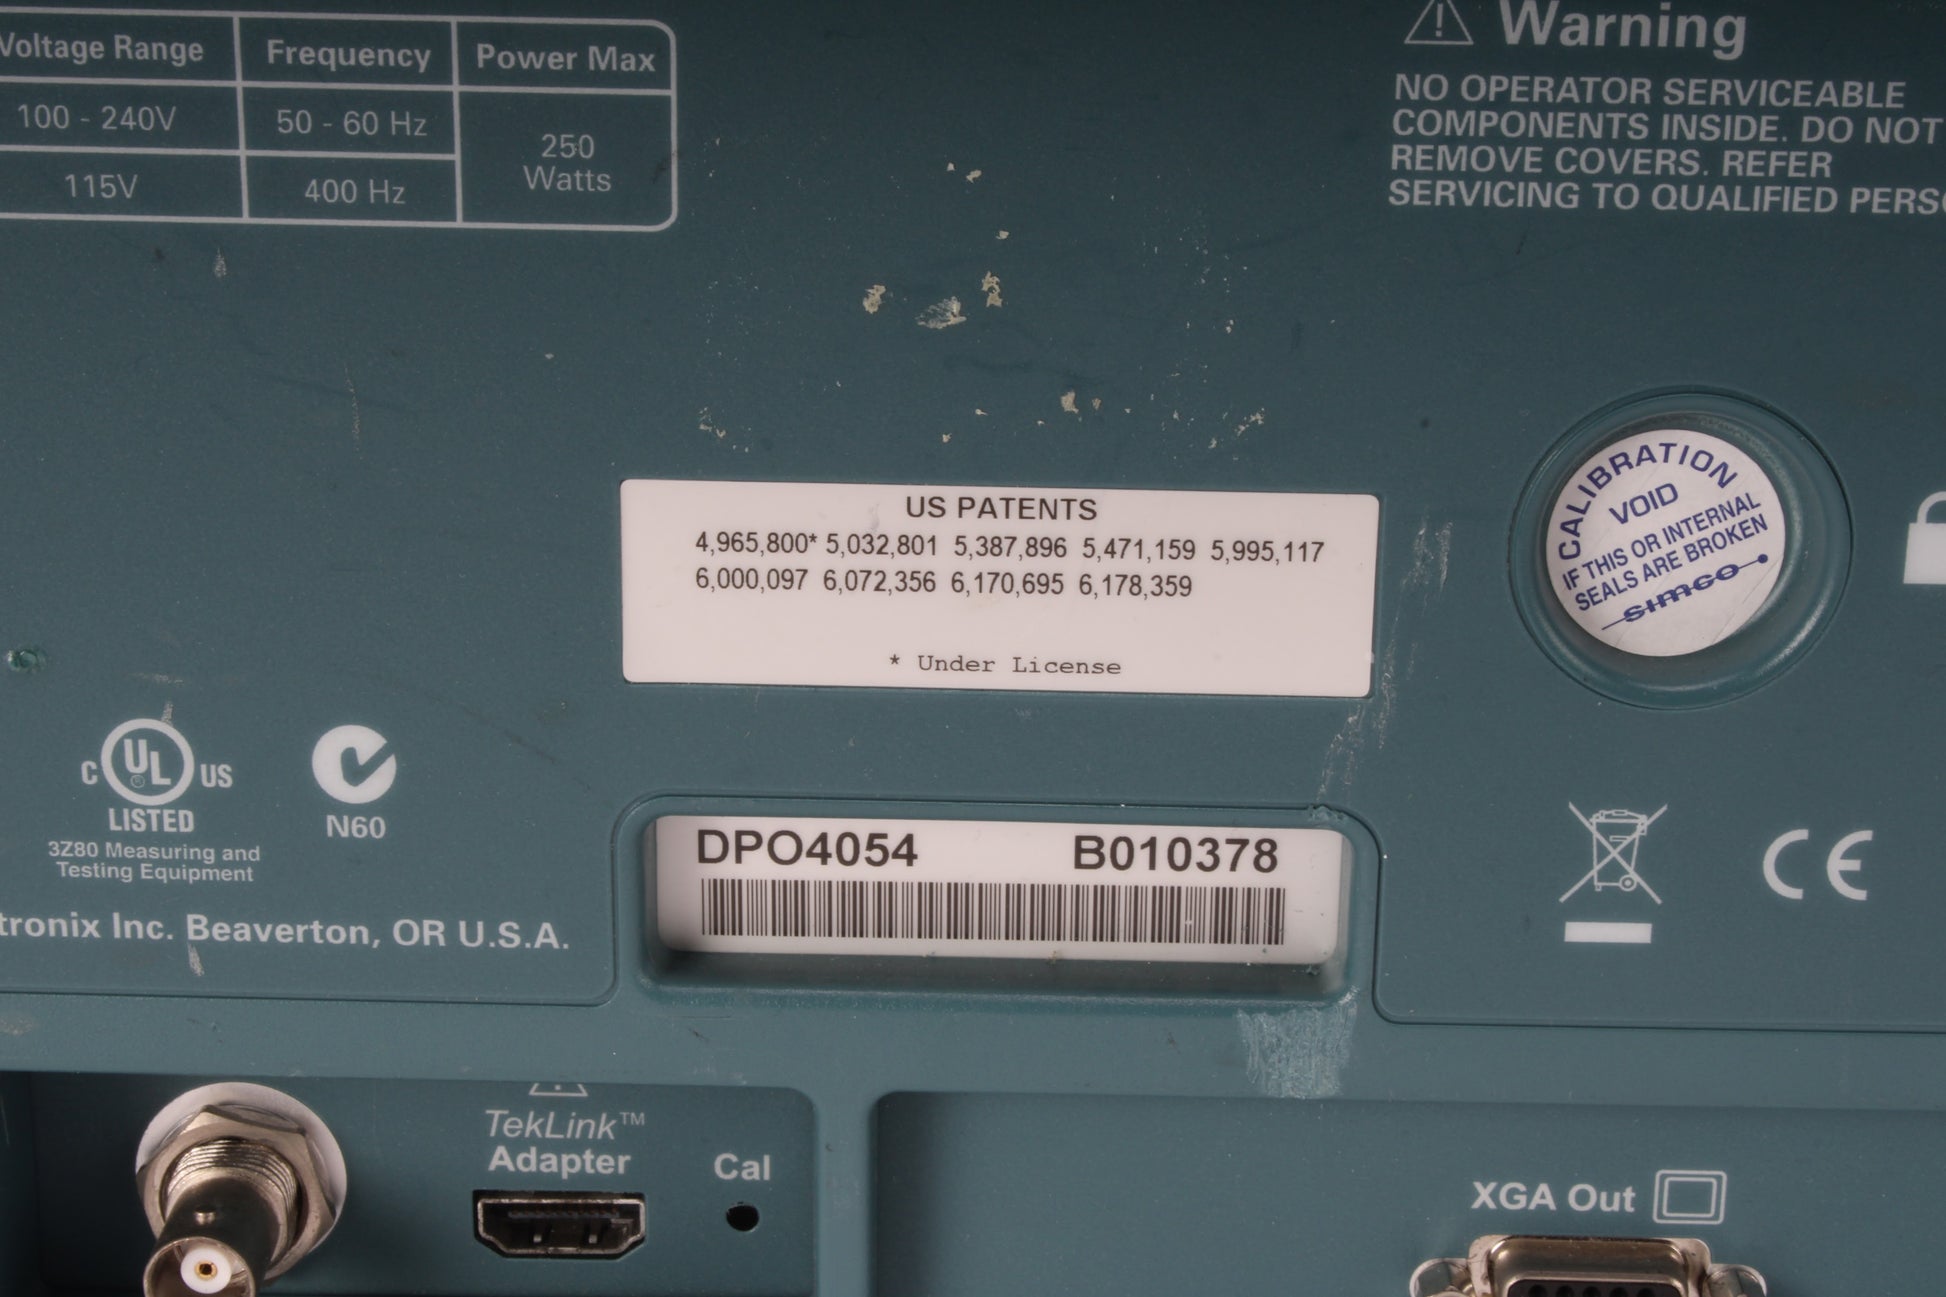 Voltage Range Frequency Power Max
100 - 240V 50 - 60 Hz 250 Watts
115V 400 Hz
Warning
NO OPERATOR SERVICEABLE
COMPONENTS INSIDE. DO NOT
REMOVE COVERS. REFER
SERVICING TO QUALIFIED
US PATENTS
4,965,800* 5,032,801 5,387,896 5,471,159 5,995,117
6,000,097 6,072,356 6,170,695 6,178,359
* Under License
CALIBRATION
VOID
IF THIS OR INTERNAL
SEALS ARE BROKEN
SIMCO
C UL ® US
LISTED
3Z80 Measuring and
Testing Equipment
N60
tronix Inc. Beaverton, OR U.S.A.
DPO4054 B010378
CE
TekLink™
Adapter
Cal
XGA Out